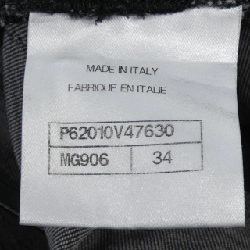 MADE IN ITALY
FABRIQUE EN ITALIE
P62010V47630
MG906 34